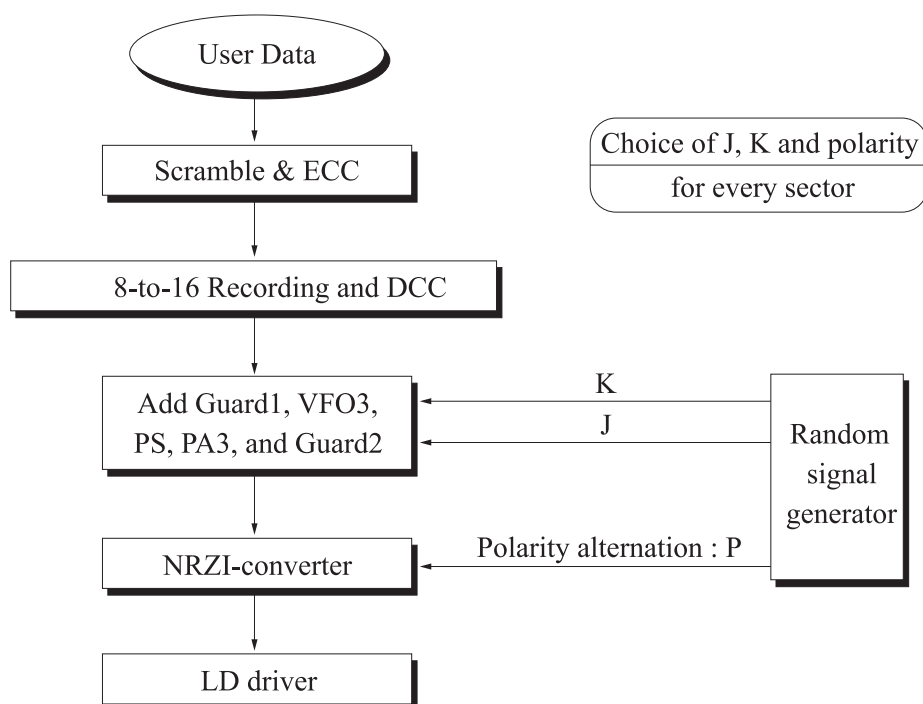 User Data
Scramble & ECC
Choice of J, K and polarity
for every sector
8-to-16 Recording and DCC
Add Guard1, VFO3,
PS, PA3, and Guard2
K
J
Random
signal
generator
NRZI-converter
Polarity alternation : P
LD driver